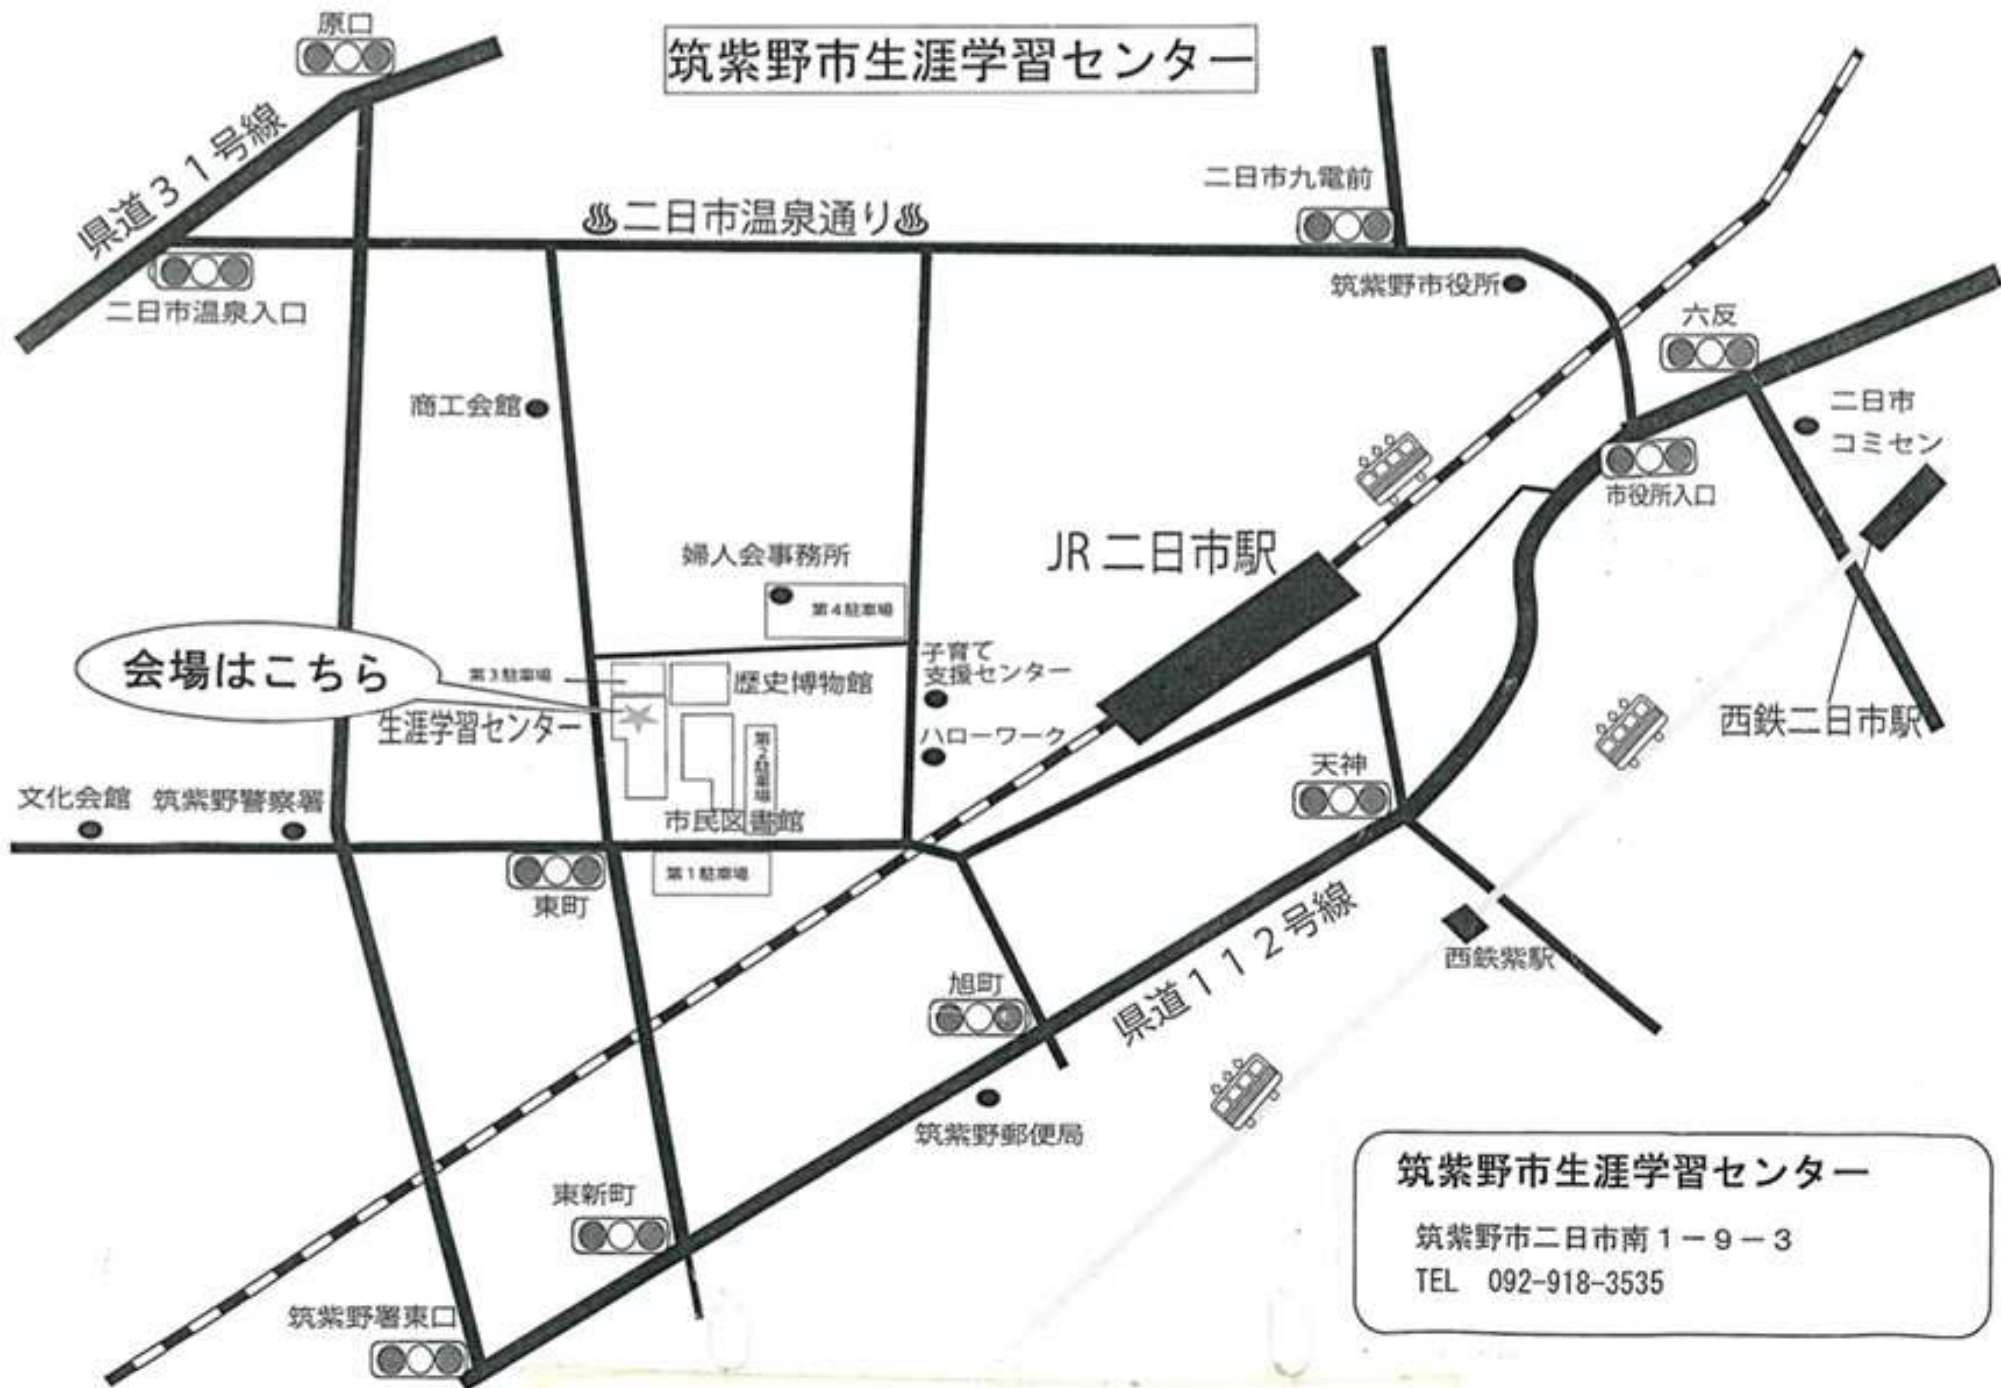 原口
筑紫野市生涯学習センター
県道31号線
二日市九電前
二日市温泉通り
二日市温泉入口
筑紫野市役所
六反
商工会館
二日市
コミセン
市役所入口
婦人会事務所
JR二日市駅
第4駐車場
会場はこちら
第3駐車場
歴史博物館
子育て
支援センター
生涯学習センター
西鉄二日市駅
第2駐車場
ハローワーク
天神
文化会館
筑紫野警察署
市民図書館
第1駐車場
東町
県道112号線
西鉄紫駅
旭町
筑紫野郵便局
東新町
筑紫野署東口
筑紫野市生涯学習センター
筑紫野市二日市南1-9-3
TEL 092-918-3535